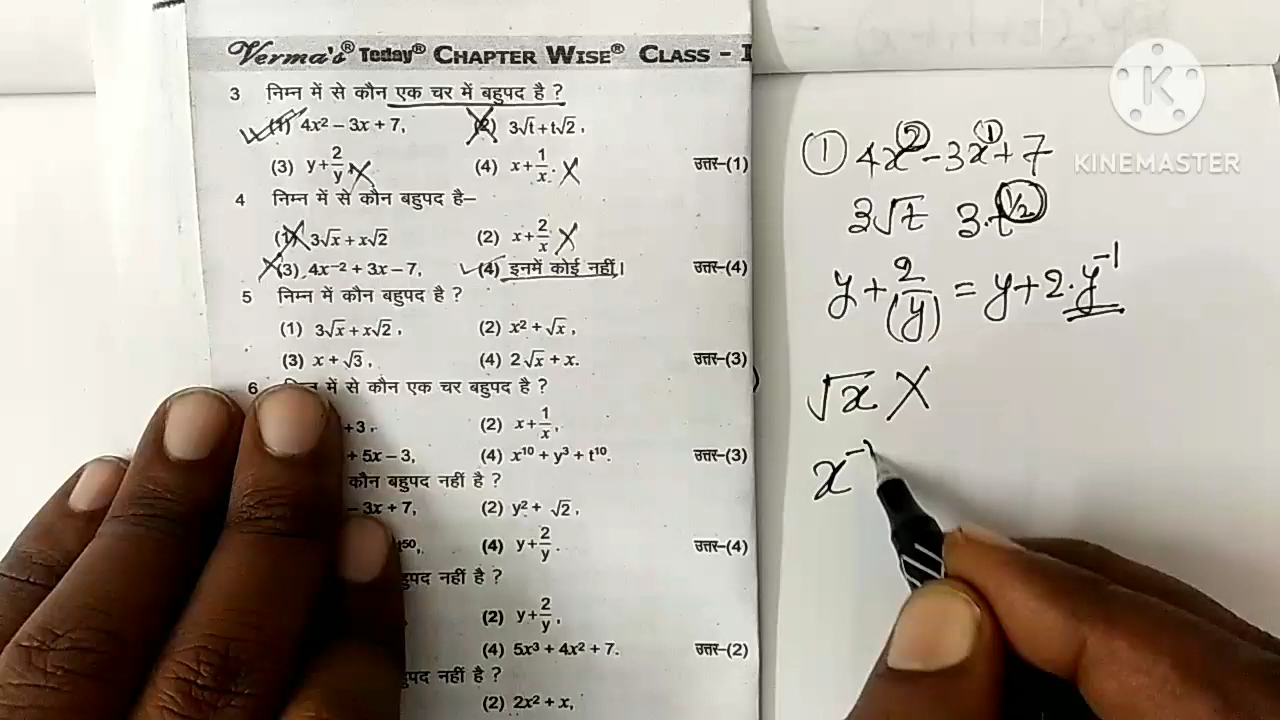 Verma's® Today® CHAPTER WISE® CLASS – I
3 निम्न में से कौन एक चर में बहुपद है ?
(1) 4x² – 3x + 7, (2) 3√t + t√2,
(3) y + 2/y, (4) x + 1/x. उत्तर–(1)
4 निम्न में से कौन बहुपद है–
(1) 3√x + x√2 (2) x + 2/x
(3) 4x⁻² + 3x – 7, (4) इनमें कोई नहीं। उत्तर–(4)
5 निम्न में कौन बहुपद है ?
(1) 3√x + x√2, (2) x² + √x,
(3) x + √3, (4) 2√x + x. उत्तर–(3)
6 में से कौन एक चर बहुपद है ?
+ 3, (2) x + 1/x,
+ 5x – 3, (4) x¹⁰ + y³ + t¹⁰. उत्तर–(3)
कौन बहुपद नहीं है ?
– 3x + 7, (2) y² + √2,
(4) y + 2/y. उत्तर–(4)
नहीं है ?
(2) y + 2/y,
(4) 5x³ + 4x² + 7. उत्तर–(2)
नहीं है ?
(2) 2x² + x,
① 4x² – 3x¹ + 7
3√t 3.t^1/2
y + 2/(y) = y + 2.y⁻¹
√x X
x⁻
K
KINEMASTER